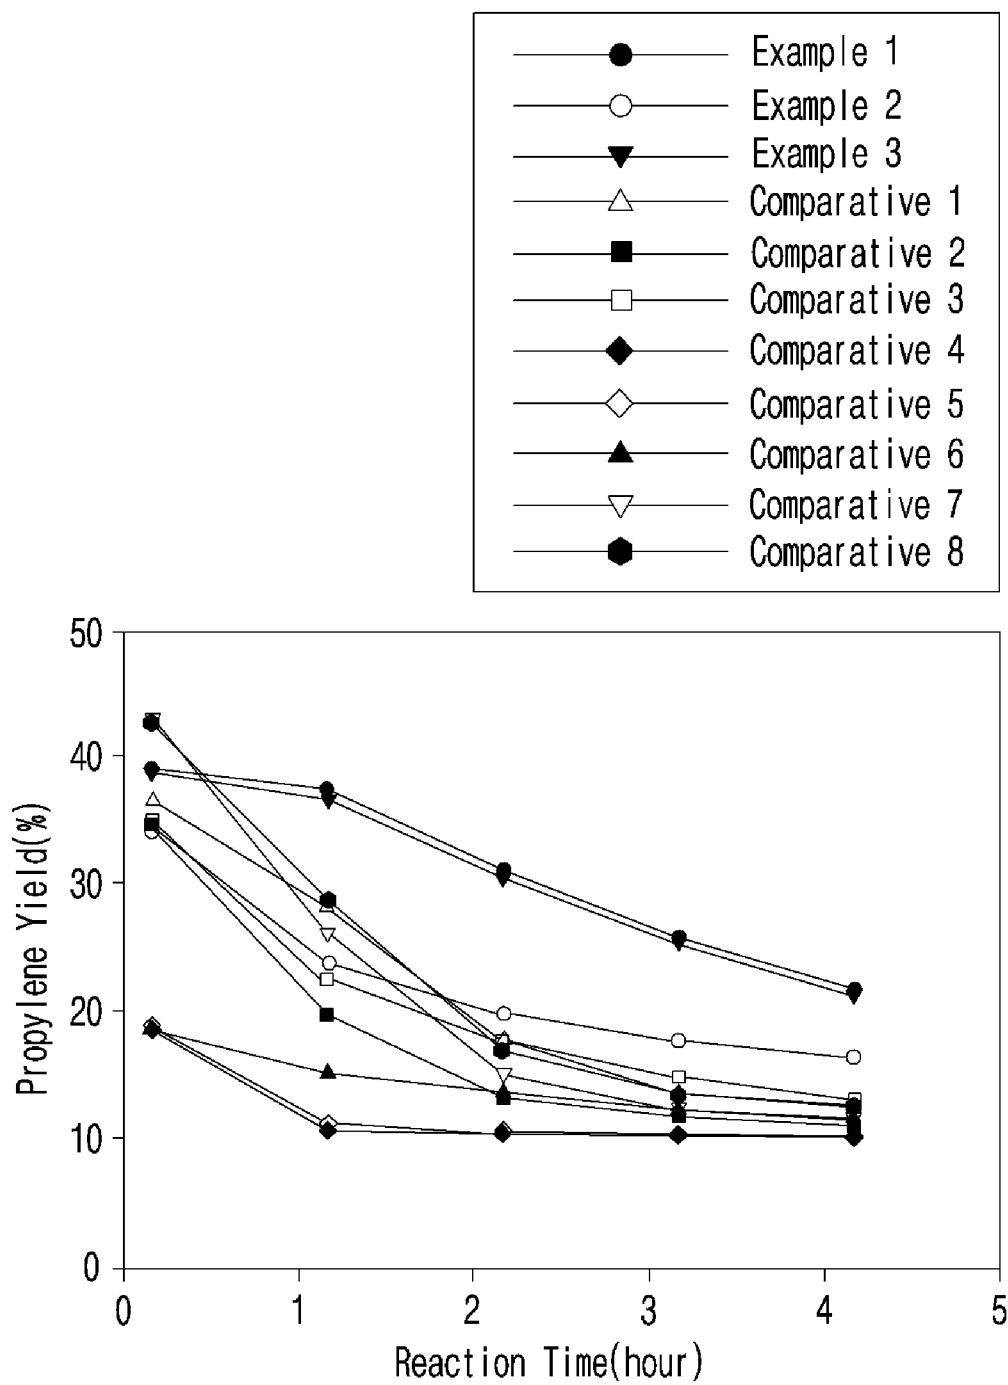 Example 1
Example 2
Example 3
Comparative 1
Comparative 2
Comparative 3
Comparative 4
Comparative 5
Comparative 6
Comparative 7
Comparative 8
50
40
30
20
10
0
Propylene Yield(%)
0 1 2 3 4 5
Reaction Time(hour)